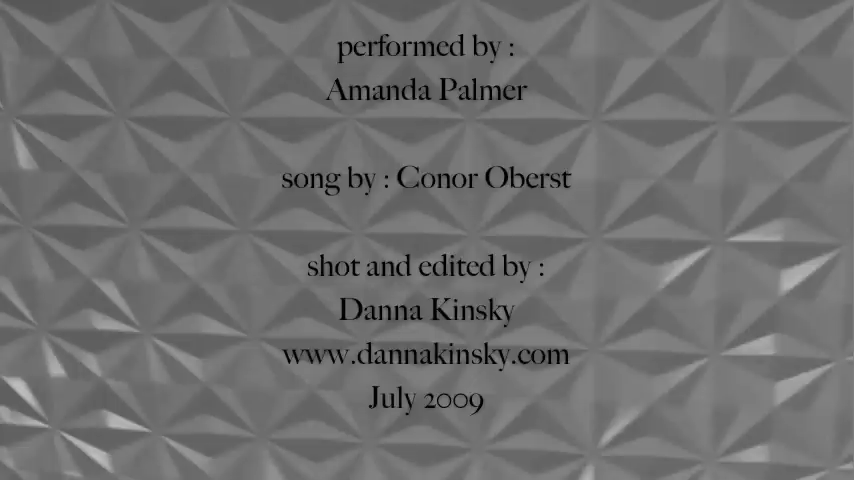 performed by :
Amanda Palmer
song by : Conor Oberst
shot and edited by :
Danna Kinsky
www.dannakinsky.com
July 2009